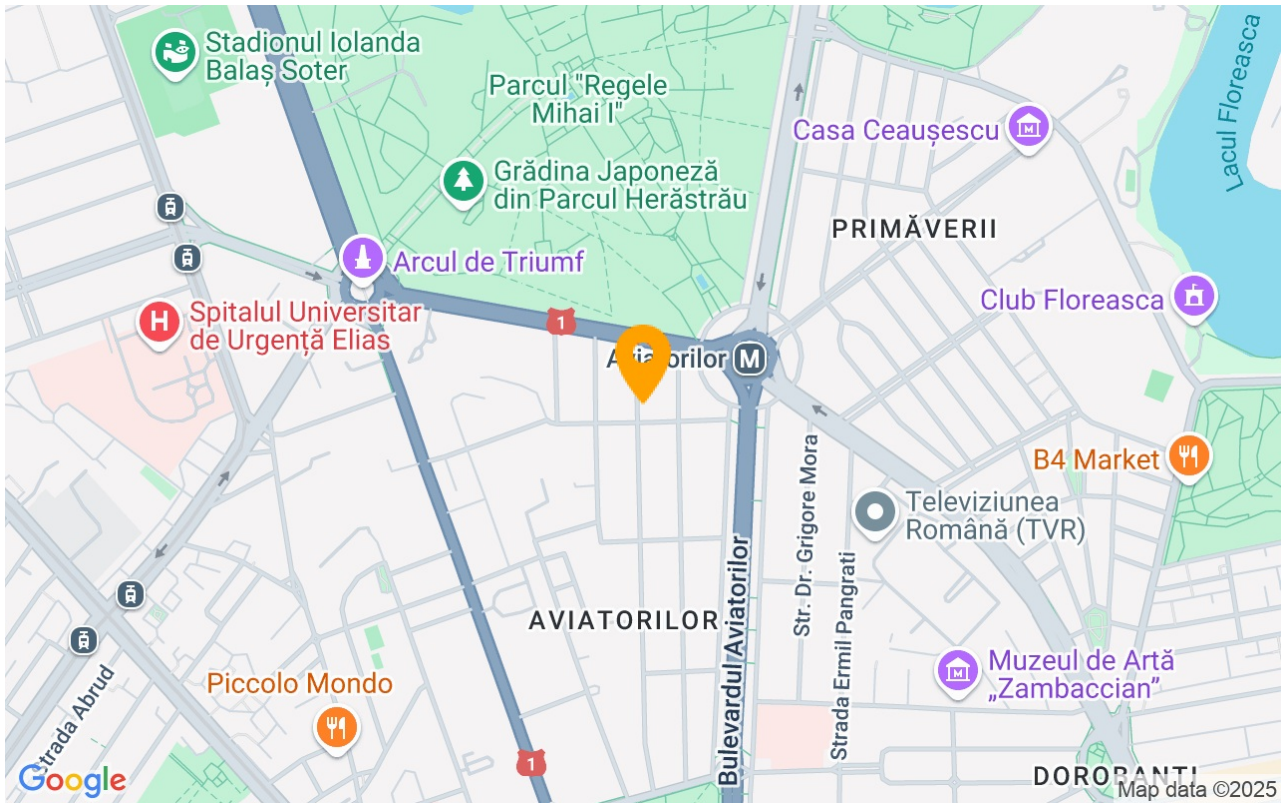 Stadionul Iolanda
Balaș Soter
Parcul "Regele
Mihai I"
Lacul Floreasca
Casa Ceaușescu
M
Grădina Japoneză
din Parcul Herăstrău
PRIMĂVERII
Arcul de Triumf
Club Floreasca
H
Spitalul Universitar
de Urgență Elias
1
Aviatorilor
M
B4 Market
Str. Dr. Grigore Mora
Televiziunea
Română (TVR)
Bulevardul Aviatorilor
Strada Ermil Pangrati
AVIATORILOR
Muzeul de Artă
„Zambaccian”
M
Piccolo Mondo
Strada Abrud
1
DOROBANȚI
Google
Map data ©2025